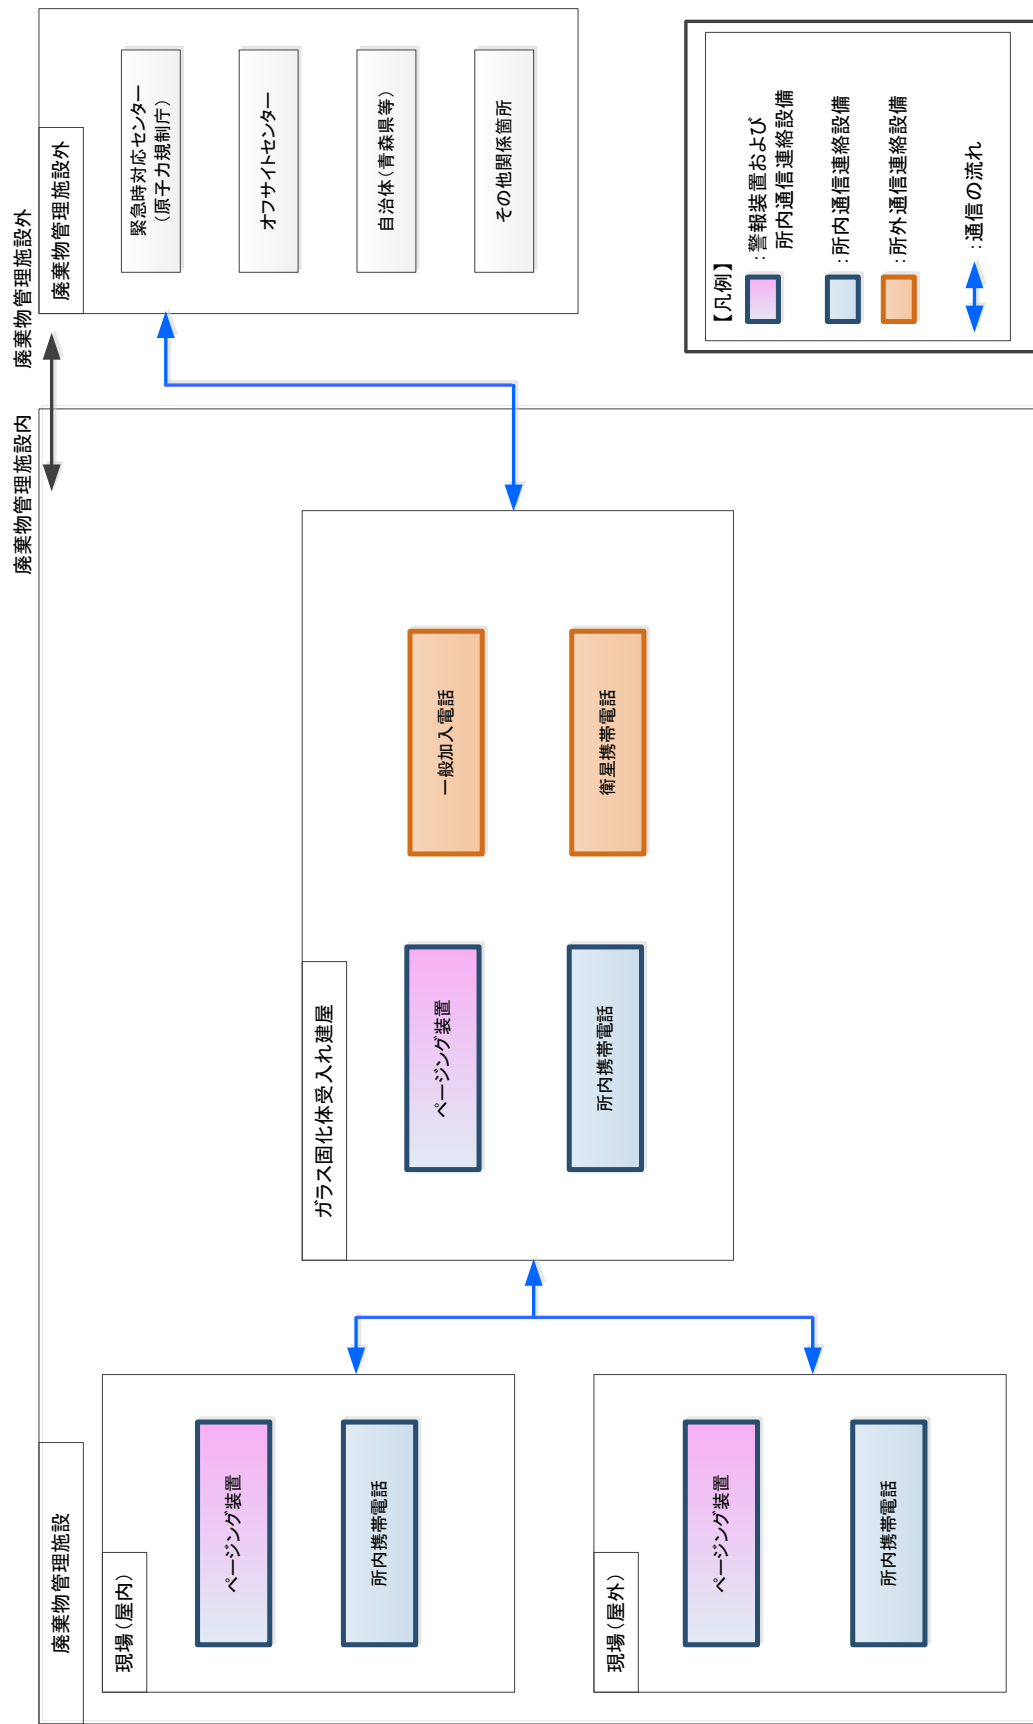 廃棄物管理施設内
廃棄物管理施設外
廃棄物管理施設
現場（屋内）
ページング装置
所内携帯電話
現場（屋外）
ページング装置
所内携帯電話
ガラス固化体受入れ建屋
ページング装置
所内携帯電話
一般加入電話
衛星携帯電話
廃棄物管理施設外
緊急時対応センター
（原子力規制庁）
オフサイトセンター
自治体（青森県等）
その他関係箇所
【凡例】
：警報装置および
所内通信連絡設備
：所内通信連絡設備
：所外通信連絡設備
：通信の流れ